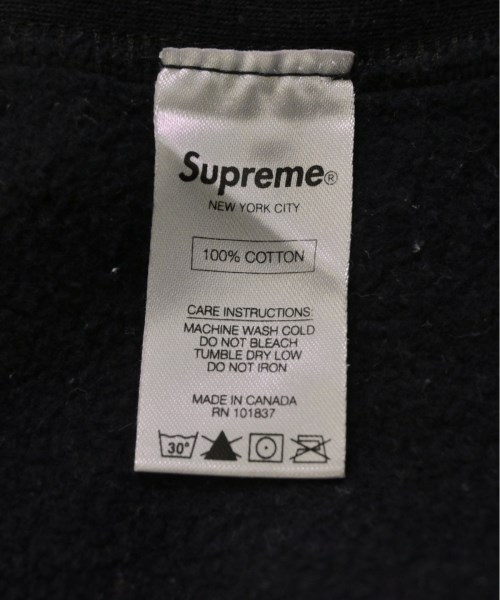 Supreme®
NEW YORK CITY
100% COTTON
CARE INSTRUCTIONS:
MACHINE WASH COLD
DO NOT BLEACH
TUMBLE DRY LOW
DO NOT IRON
MADE IN CANADA
RN 101837
30°